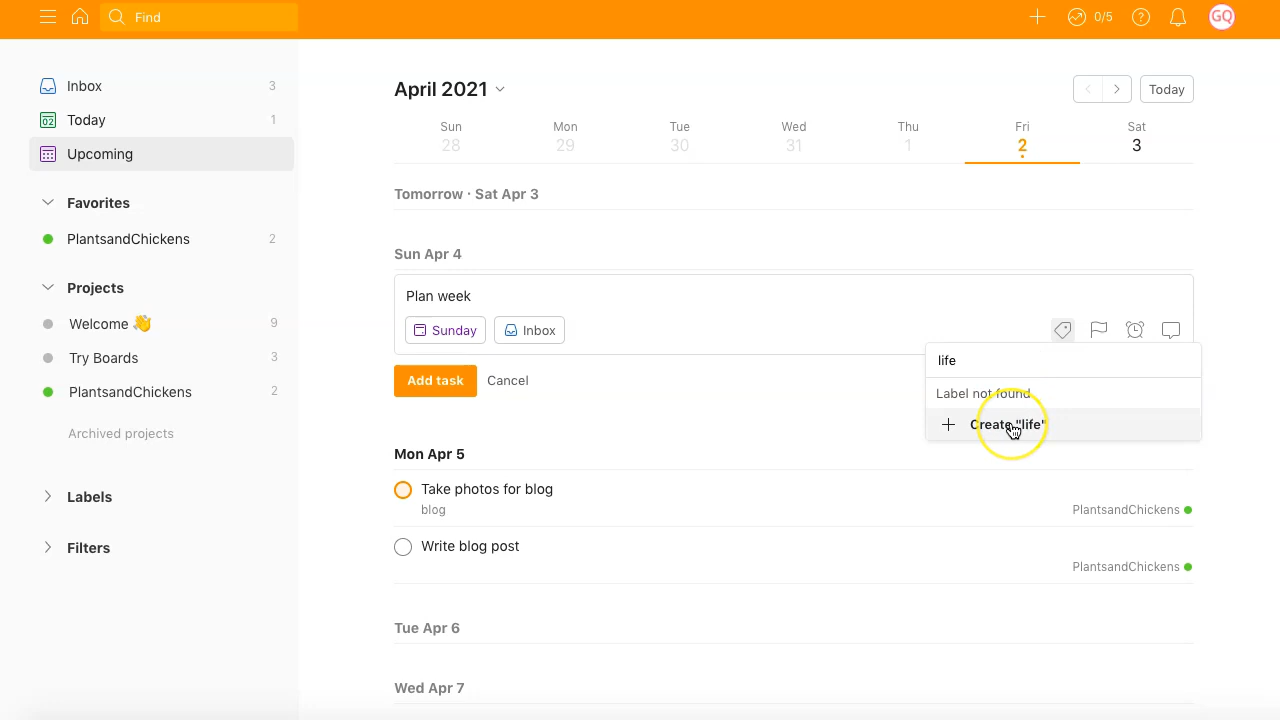 Find
0/5
GQ
Inbox 3
02 Today 1
Upcoming
Favorites
PlantsandChickens 2
Projects
Welcome 👋 9
Try Boards 3
PlantsandChickens 2
Archived projects
Labels
Filters
April 2021
Today
Sun Mon Tue Wed Thu Fri Sat
28 29 30 31 1 2 3
Tomorrow · Sat Apr 3
Sun Apr 4
Plan week
Sunday Inbox
Add task Cancel
life
Label not found
Create "life"
Mon Apr 5
Take photos for blog
blog PlantsandChickens
Write blog post
PlantsandChickens
Tue Apr 6
Wed Apr 7